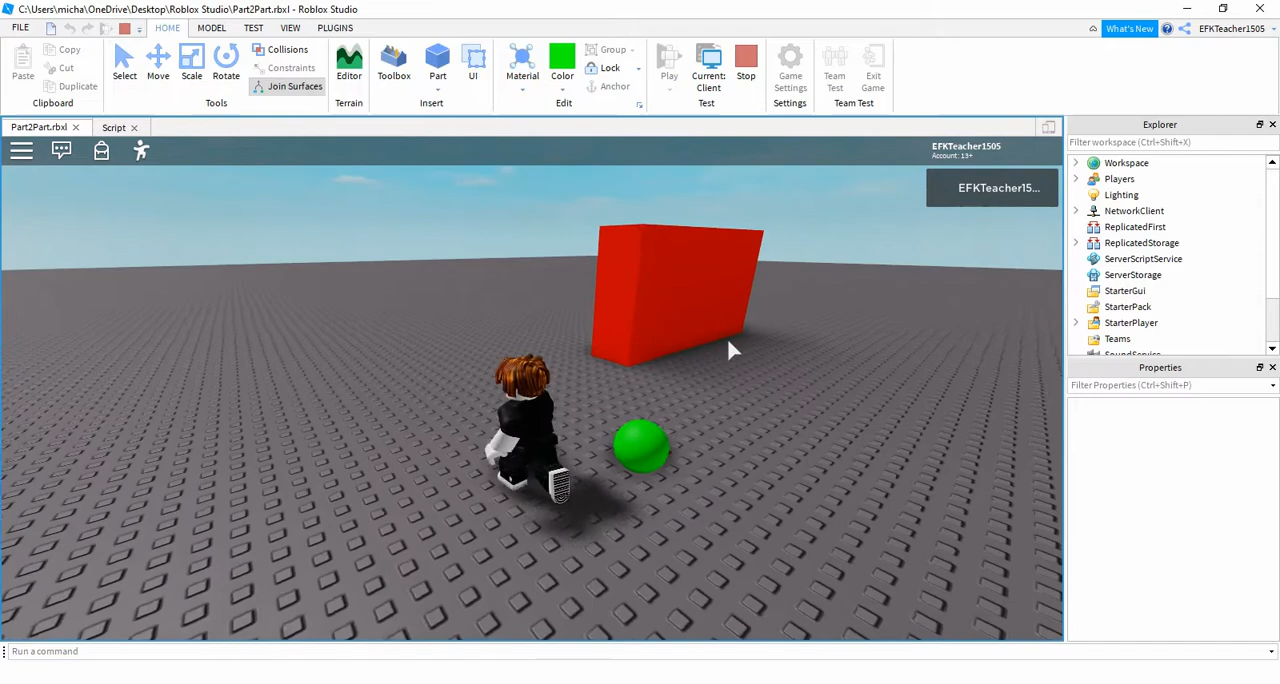 C:\Users\micha\OneDrive\Desktop\Roblox Studio\Part2Part.rbxl - Roblox Studio
FILE HOME MODEL TEST VIEW PLUGINS What's New EFKTeacher1505
Paste Copy Cut Duplicate
Clipboard
Select Move Scale Rotate Collisions Constraints Join Surfaces
Tools
Editor
Terrain
Toolbox Part UI
Insert
Material Color Group Lock Anchor
Edit
Play Current: Client Stop
Test
Game Settings
Settings
Team Test Exit Game
Team Test
Part2Part.rbxl Script
EFKTeacher1505
Account: 13+
EFKTeacher15...
Explorer
Filter workspace (Ctrl+Shift+X)
Workspace
Players
Lighting
NetworkClient
ReplicatedFirst
ReplicatedStorage
ServerScriptService
ServerStorage
StarterGui
StarterPack
StarterPlayer
Teams
SoundService
Properties
Filter Properties (Ctrl+Shift+P)
Run a command